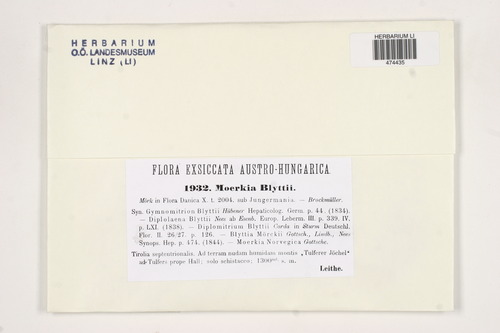 HERBARIUM
O.Ö. LANDESMUSEUM
LINZ (LI)
HERBARIUM LI
474435
FLORA EXSICCATA AUSTRO-HUNGARICA.
1932. Moerkia Blyttii.
Mörk in Flora Danica X. t. 2004. sub Jungermania. — Brockmüller.
Syn. Gymnomitrion Blyttii Hübener Hepaticolog. Germ. p. 44. (1834).
— Diplolaena Blyttii Nees ab Esenb. Europ. Leberm. III. p. 339. IV.
p. LXI. (1838). — Diplomitrium Blyttii Corda in Sturm Deutschl.
Flor. II. 26/27. p. 126. — Blyttia Mörckii Gottsch., Lindb., Nees
Synops. Hep. p. 474. (1844). — Moerkia Norvegica Gottsche.
Tirolia septentrionalis. Ad terram nudam humidam montis „Tulferer Jöchel"
ad Tulfers prope Hall; solo schistaceo; 1300 s. m.
Leithe.